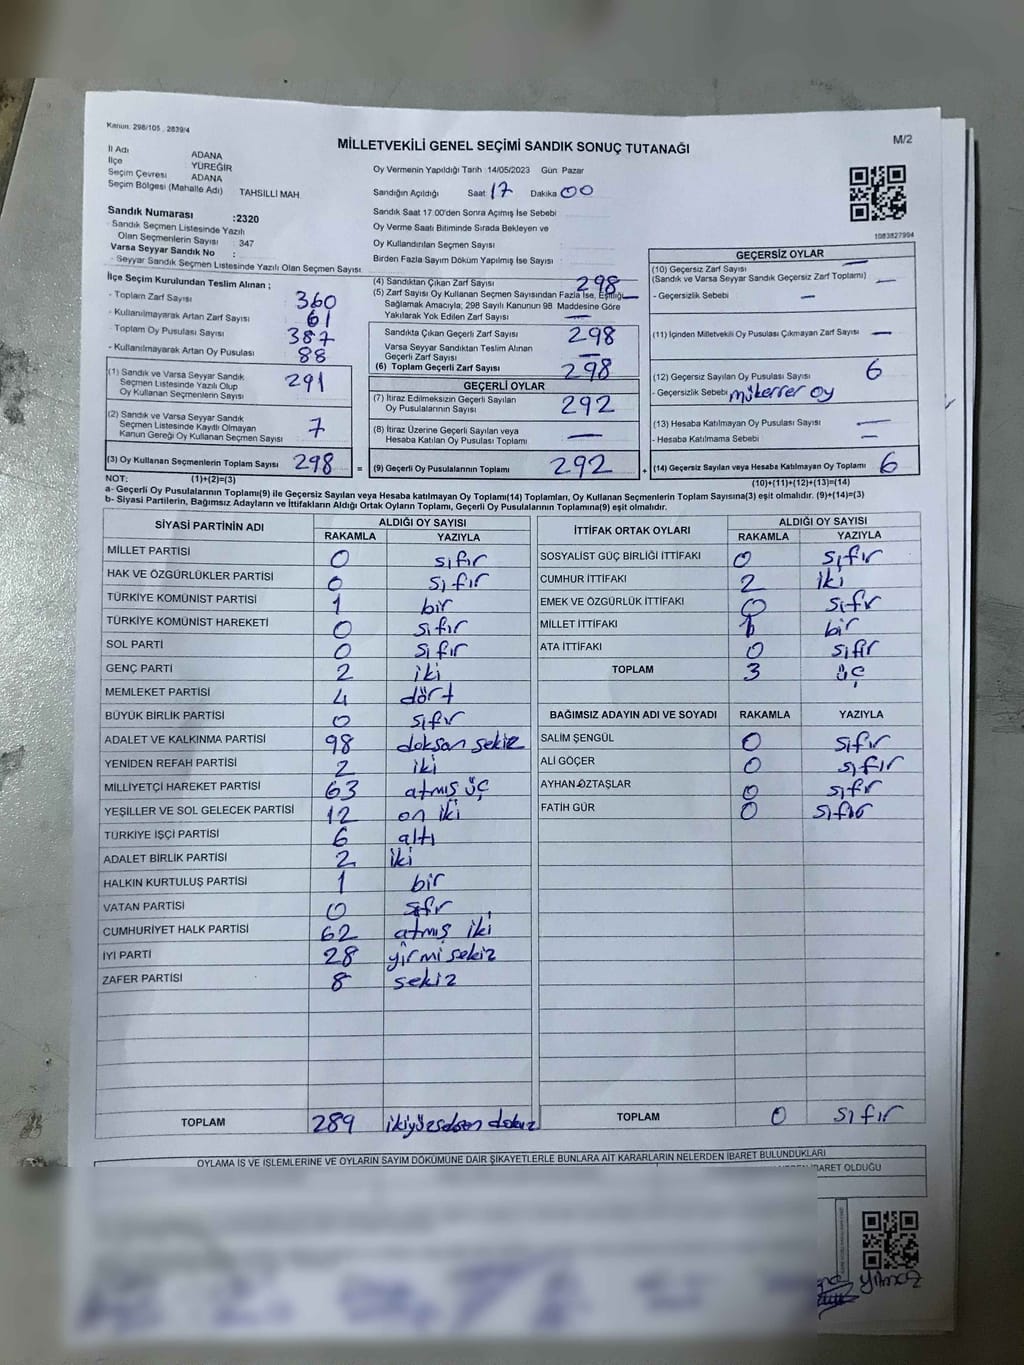 Kanun: 298/105 , 2839/4
M/2
MİLLETVEKİLİ GENEL SEÇİMİ SANDIK SONUÇ TUTANAĞI
İl Adı ADANA
İlçe YÜREĞİR
Seçim Çevresi ADANA
Seçim Bölgesi (Mahalle Adı) TAHSİLLİ MAH
Oy Vermenin Yapıldığı Tarih 14/05/2023 Gün Pazar
Sandığın Açıldığı Saat 17 Dakika 00
Sandık Saat 17.00'den Sonra Açımış İse Sebebi
Oy Verme Saati Bitiminde Sırada Bekleyen ve
Oy Kullandırılan Seçmen Sayısı
Birden Fazla Sayım Döküm Yapılmış İse Sayısı
1083827994
Sandık Numarası :2320
- Sandık Seçmen Listesinde Yazılı
Olan Seçmenlerin Sayısı : 347
Varsa Seyyar Sandık No :
- Seyyar Sandık Seçmen Listesinde Yazılı Olan Seçmen Sayısı
İlçe Seçim Kurulundan Teslim Alınan ;
- Toplam Zarf Sayısı 360
- Kullanılmayarak Artan Zarf Sayısı 61
- Toplam Oy Pusulası Sayısı 387
- Kullanılmayarak Artan Oy Pusulası 88
(1) Sandık ve Varsa Seyyar Sandık
Seçmen Listesinde Yazılı Olup
Oy Kullanan Seçmenlerin Sayısı 291
(2) Sandık ve Varsa Seyyar Sandık
Seçmen Listesinde Kayıtlı Olmayan
Kanun Gereği Oy Kullanan Seçmen Sayısı 7
(3) Oy Kullanan Seçmenlerin Toplam Sayısı 298 =
(4) Sandıktan Çıkan Zarf Sayısı 298
(5) Zarf Sayısı Oy Kullanan Seçmen Sayısından Fazla İse, Eşitliği
Sağlamak Amacıyla; 298 Sayılı Kanunun 98. Maddesine Göre
Yakılarak Yok Edilen Zarf Sayısı —
Sandıkta Çıkan Geçerli Zarf Sayısı 298
Varsa Seyyar Sandıktan Teslim Alınan
Geçerli Zarf Sayısı —
(6) Toplam Geçerli Zarf Sayısı 298
GEÇERLİ OYLAR
(7) İtiraz Edilmeksizin Geçerli Sayılan
Oy Pusulalarının Sayısı 292
(8) İtiraz Üzerine Geçerli Sayılan veya
Hesaba Katılan Oy Pusulası Toplamı —
(9) Geçerli Oy Pusulalarının Toplamı 292 +
GEÇERSİZ OYLAR
(10) Geçersiz Zarf Sayısı —
(Sandık ve Varsa Seyyar Sandık Geçersiz Zarf Toplamı) —
- Geçersizlik Sebebi —
(11) İçinden Milletvekili Oy Pusulası Çıkmayan Zarf Sayısı —
(12) Geçersiz Sayılan Oy Pusulası Sayısı 6
- Geçersizlik Sebebi mükerrer oy
(13) Hesaba Katılmayan Oy Pusulası Sayısı —
- Hesaba Katılmama Sebebi —
(14) Geçersiz Sayılan veya Hesaba Katılmayan Oy Toplamı 6
NOT: (1)+(2)=(3) (10)+(11)+(12)+(13)=(14)
a- Geçerli Oy Pusulalarının Toplamı(9) ile Geçersiz Sayılan veya Hesaba katılmayan Oy Toplamı(14) Toplamları, Oy Kullanan Seçmenlerin Toplam Sayısına(3) eşit olmalıdır. (9)+(14)=(3)
b- Siyasi Partilerin, Bağımsız Adayların ve İttifakların Aldığı Ortak Oyların Toplamı, Geçerli Oy Pusulalarının Toplamına(9) eşit olmalıdır.
SİYASİ PARTİNİN ADI ALDIĞI OY SAYISI
RAKAMLA YAZIYLA
MİLLET PARTİSİ 0 sıfır
HAK VE ÖZGÜRLÜKLER PARTİSİ 0 sıfır
TÜRKİYE KOMÜNİST PARTİSİ 1 bir
TÜRKİYE KOMÜNİST HAREKETİ 0 sıfır
SOL PARTİ 0 sıfır
GENÇ PARTİ 2 iki
MEMLEKET PARTİSİ 4 dört
BÜYÜK BİRLİK PARTİSİ 0 sıfır
ADALET VE KALKINMA PARTİSİ 98 doksan sekiz
YENİDEN REFAH PARTİSİ 2 iki
MİLLİYETÇİ HAREKET PARTİSİ 63 atmış üç
YEŞİLLER VE SOL GELECEK PARTİSİ 12 on iki
TÜRKİYE İŞÇİ PARTİSİ 6 altı
ADALET BİRLİK PARTİSİ 2 iki
HALKIN KURTULUŞ PARTİSİ 1 bir
VATAN PARTİSİ 0 sıfır
CUMHURİYET HALK PARTİSİ 62 atmış iki
İYİ PARTİ 28 yirmi sekiz
ZAFER PARTİSİ 8 sekiz
TOPLAM 289 ikiyüzseksen dokuz
İTTİFAK ORTAK OYLARI ALDIĞI OY SAYISI
RAKAMLA YAZIYLA
SOSYALİST GÜÇ BİRLİĞİ İTTİFAKI 0 sıfır
CUMHUR İTTİFAKI 2 iki
EMEK VE ÖZGÜRLÜK İTTİFAKI 0 sıfır
MİLLET İTTİFAKI 1 bir
ATA İTTİFAKI 0 sıfır
TOPLAM 3 üç
BAĞIMSIZ ADAYIN ADI VE SOYADI RAKAMLA YAZIYLA
SALİM ŞENGÜL 0 sıfır
ALİ GÖÇER 0 sıfır
AYHAN ÖZTAŞLAR 0 sıfır
FATİH GÜR 0 sıfır
TOPLAM 0 sıfır
OYLAMA İŞ VE İŞLEMLERİNE VE OYLARIN SAYIM DÖKÜMÜNE DAİR ŞİKAYETLERLE BUNLARA AİT KARARLARIN NELERDEN İBARET BULUNDUKLARI
İBARET OLDUĞU
yılmaz